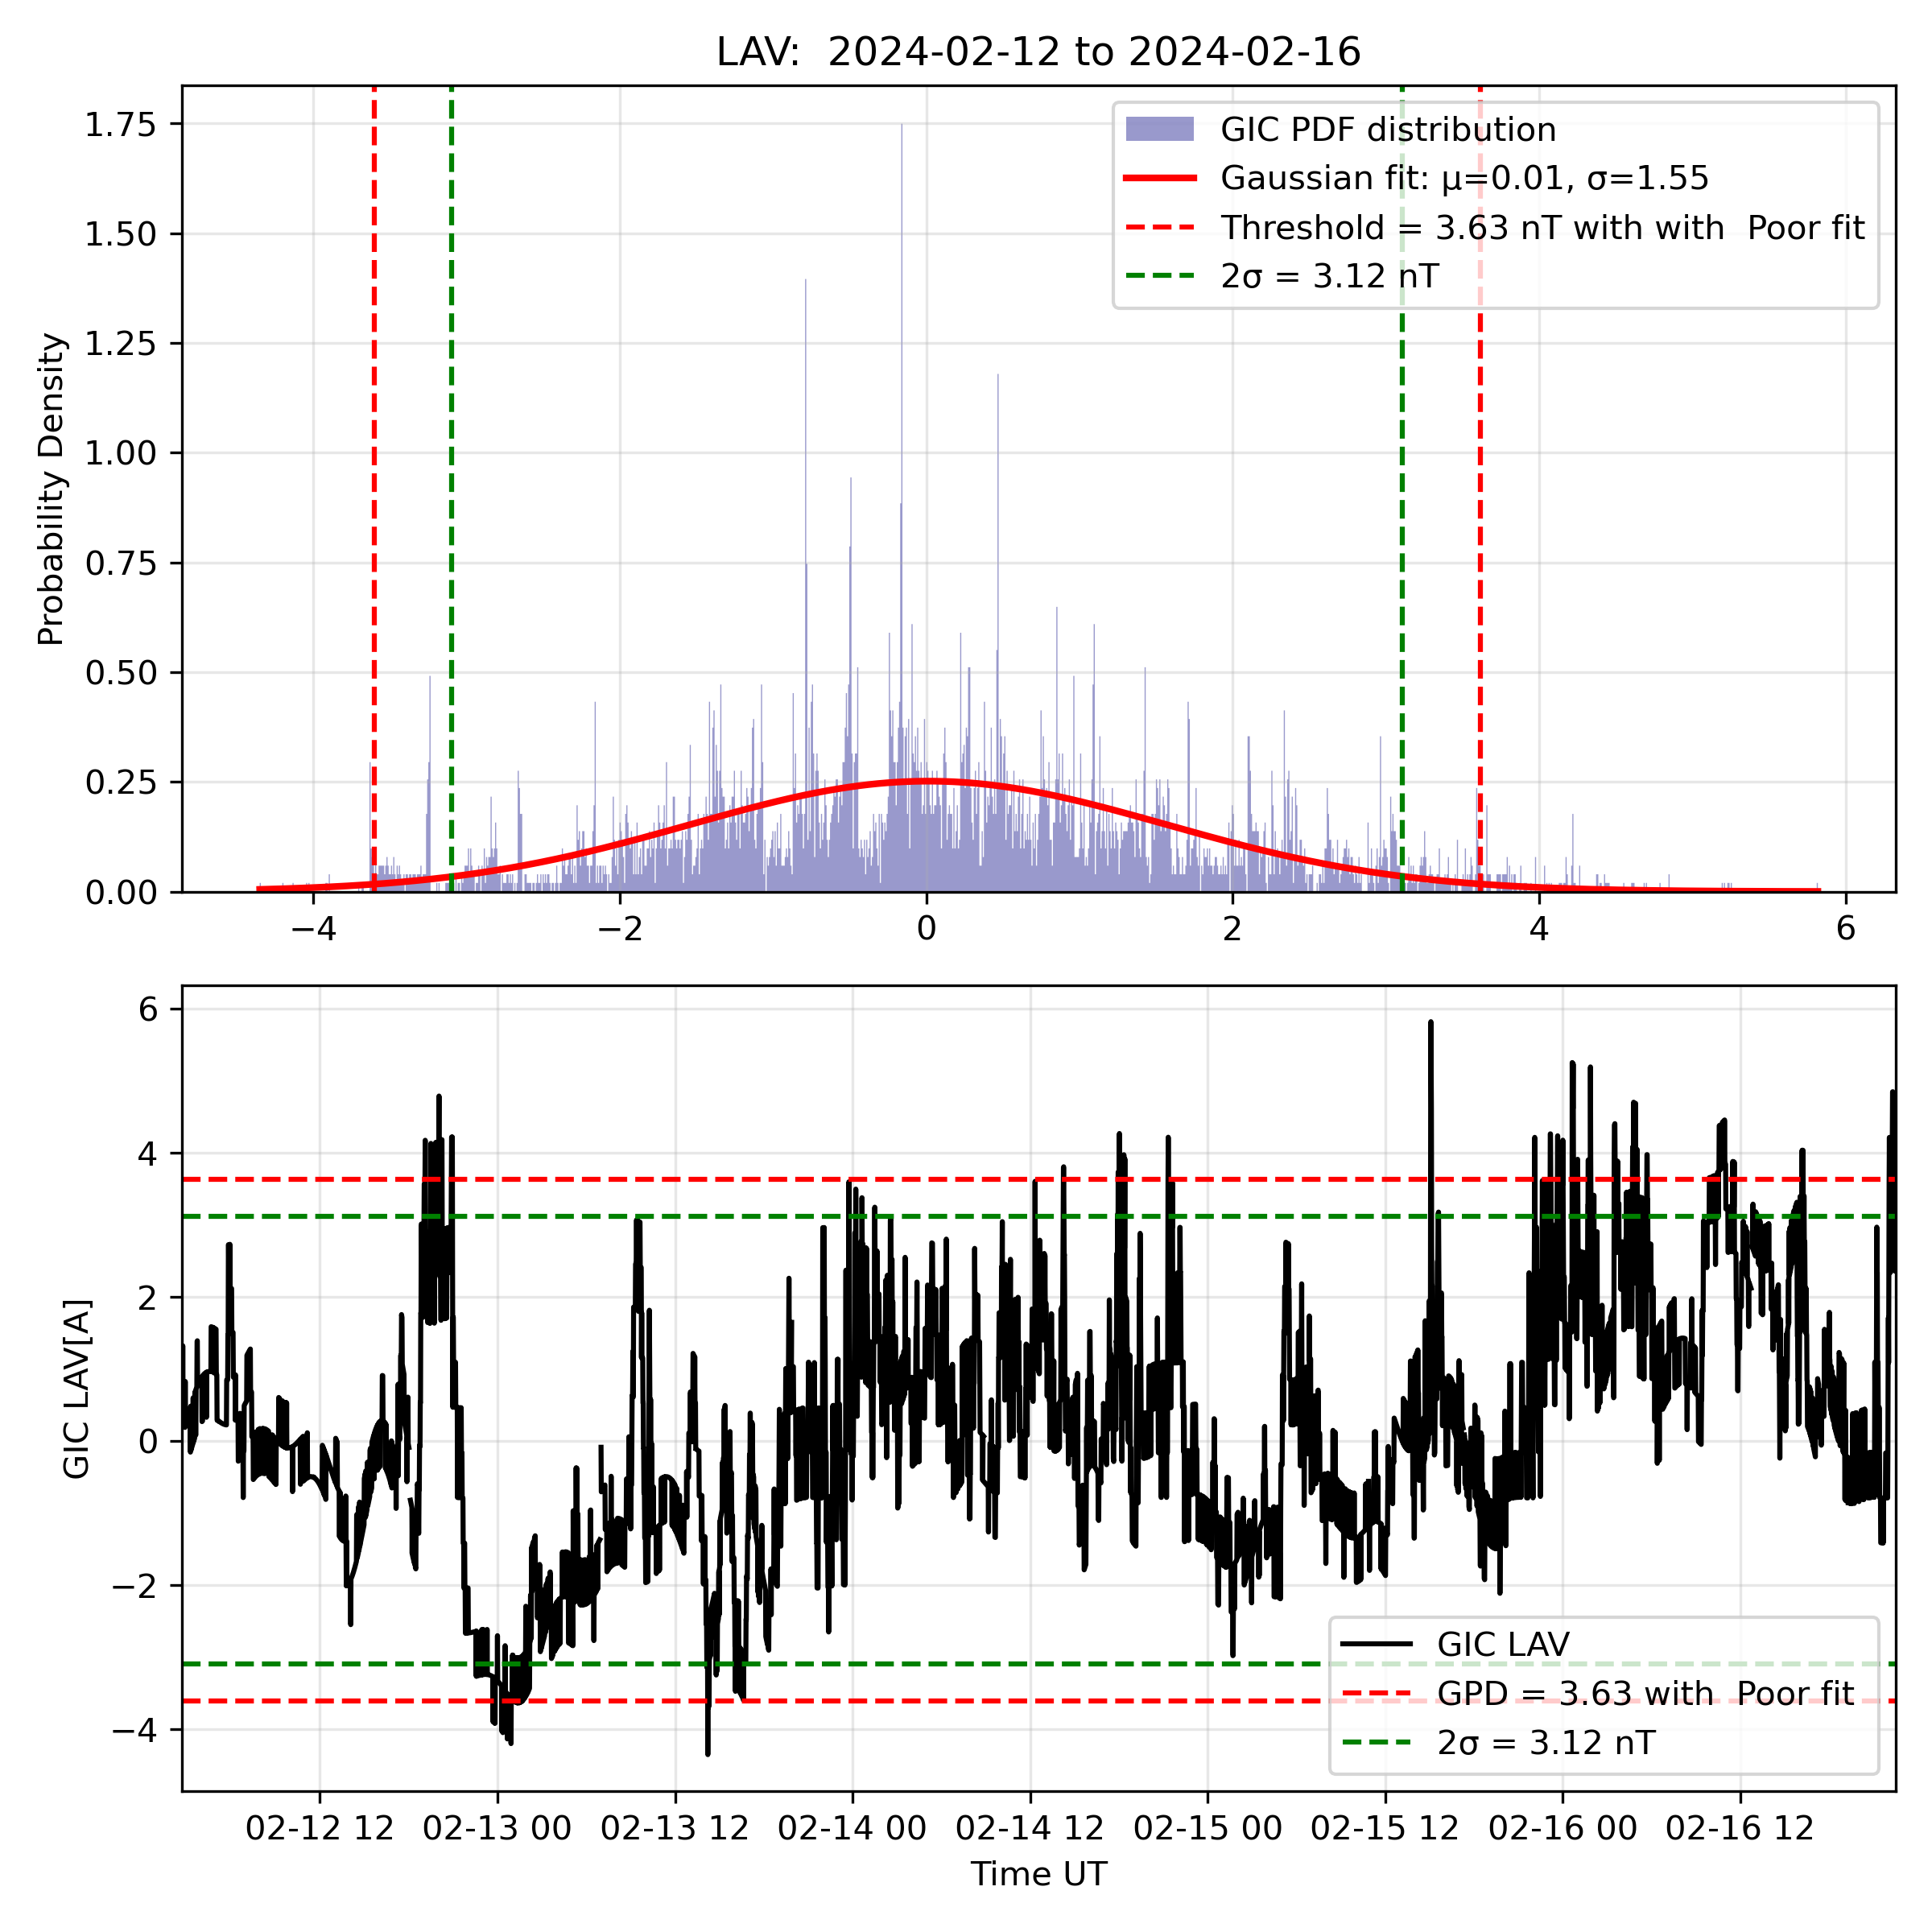 LAV:  2024-02-12 to 2024-02-16
Probability Density
1.75
1.50
1.25
1.00
0.75
0.50
0.25
0.00
−4
−2
0
2
4
6
GIC PDF distribution
Gaussian fit: μ=0.01, σ=1.55
Threshold = 3.63 nT with with  Poor fit
2σ = 3.12 nT
GIC LAV[A]
6
4
2
0
−2
−4
GIC LAV
GPD = 3.63 with  Poor fit
2σ = 3.12 nT
02-12 12
02-13 00
02-13 12
02-14 00
02-14 12
02-15 00
02-15 12
02-16 00
02-16 12
Time UT